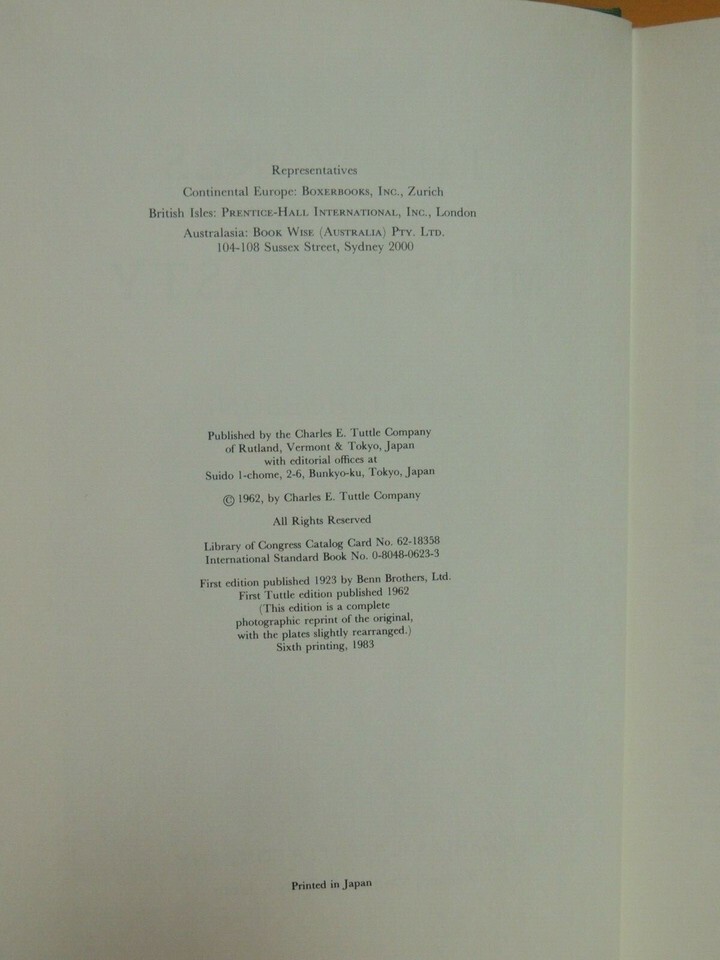 Representatives
Continental Europe: BOXERBOOKS, INC., Zurich
British Isles: PRENTICE-HALL INTERNATIONAL, INC., London
Australasia: BOOK WISE (AUSTRALIA) PTY. LTD.
104-108 Sussex Street, Sydney 2000
Published by the Charles E. Tuttle Company
of Rutland, Vermont & Tokyo, Japan
with editorial offices at
Suido 1-chome, 2-6, Bunkyo-ku, Tokyo, Japan
© 1962, by Charles E. Tuttle Company
All Rights Reserved
Library of Congress Catalog Card No. 62-18358
International Standard Book No. 0-8048-0623-3
First edition published 1923 by Benn Brothers, Ltd.
First Tuttle edition published 1962
(This edition is a complete
photographic reprint of the original,
with the plates slightly rearranged.)
Sixth printing, 1983
Printed in Japan